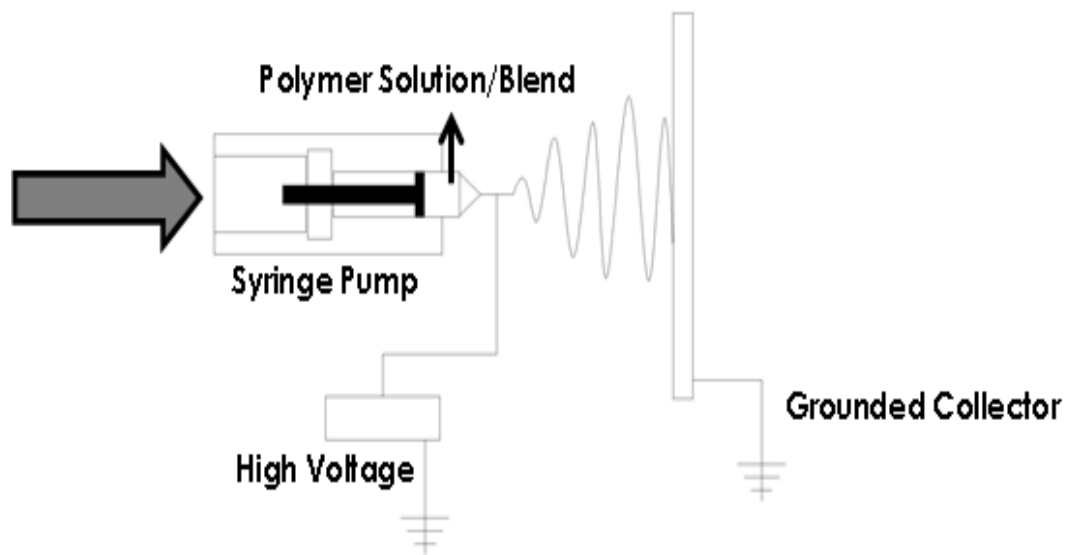 Polymer Solution/Blend
Syringe Pump
Grounded Collector
High Voltage